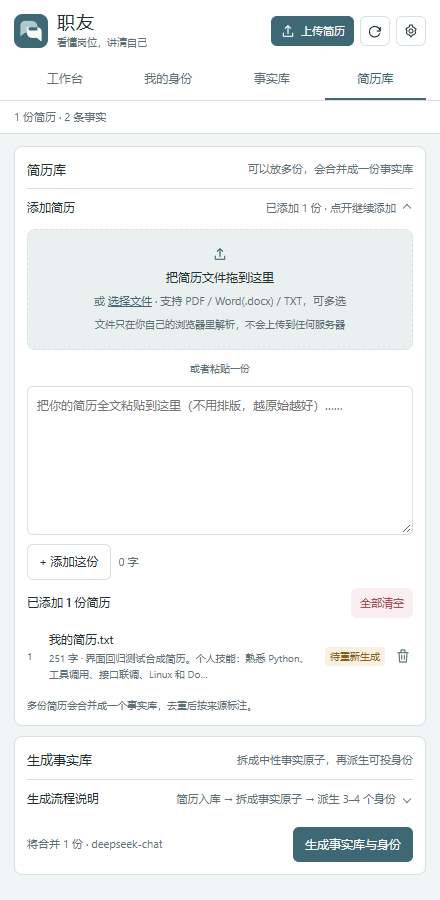 职友
看懂岗位，讲清自己
上传简历
工作台
我的身份
事实库
简历库
1 份简历 · 2 条事实
简历库
可以放多份，会合并成一份事实库
添加简历
已添加 1 份 · 点开继续添加
把简历文件拖到这里
或 选择文件 · 支持 PDF / Word(.docx) / TXT，可多选
文件只在你自己的浏览器里解析，不会上传到任何服务器
或者粘贴一份
把你的简历全文粘贴到这里（不用排版，越原始越好）……
+ 添加这份
0 字
已添加 1 份简历
全部清空
1
我的简历.txt
251 字 · 界面回归测试合成简历。个人技能：熟悉 Python、
工具调用、接口联调、Linux 和 Do...
待重新生成
多份简历会合并成一个事实库，去重后按来源标注。
生成事实库
拆成中性事实原子，再派生可投身份
生成流程说明
简历入库 → 拆成事实原子 → 派生 3–4 个身份
将合并 1 份 · deepseek-chat
生成事实库与身份